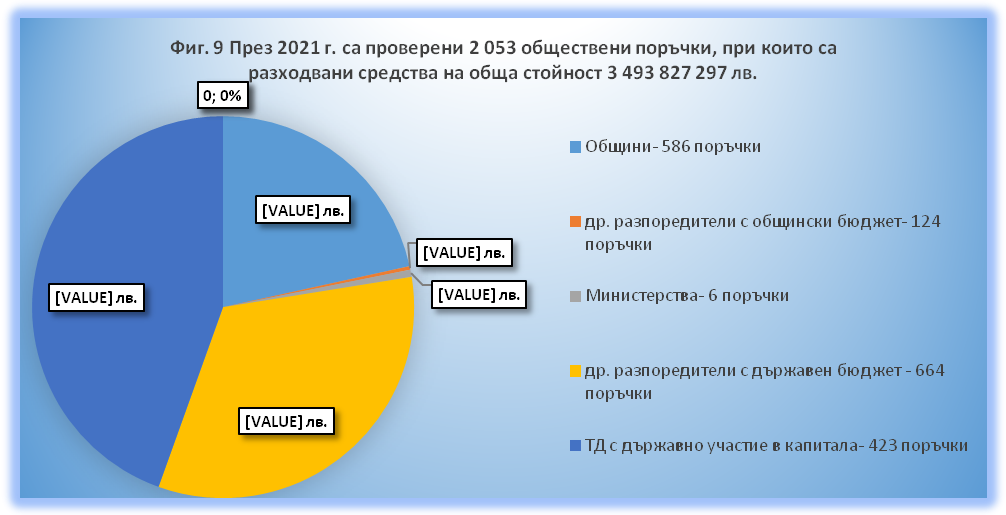 Фиг. 9 През 2021 г. са проверени 2 053 обществени поръчки, при които са
разходвани средства на обща стойност 3 493 827 297 лв.
0; 0%
[VALUE] лв.
[VALUE] лв.
[VALUE] лв.
[VALUE] лв.
[VALUE] лв.
Общини- 586 поръчки
др. разпоредители с общински бюджет- 124
поръчки
Министерства- 6 поръчки
др. разпоредители с държавен бюджет - 664
поръчки
ТД с държавно участие в капитала- 423 поръчки